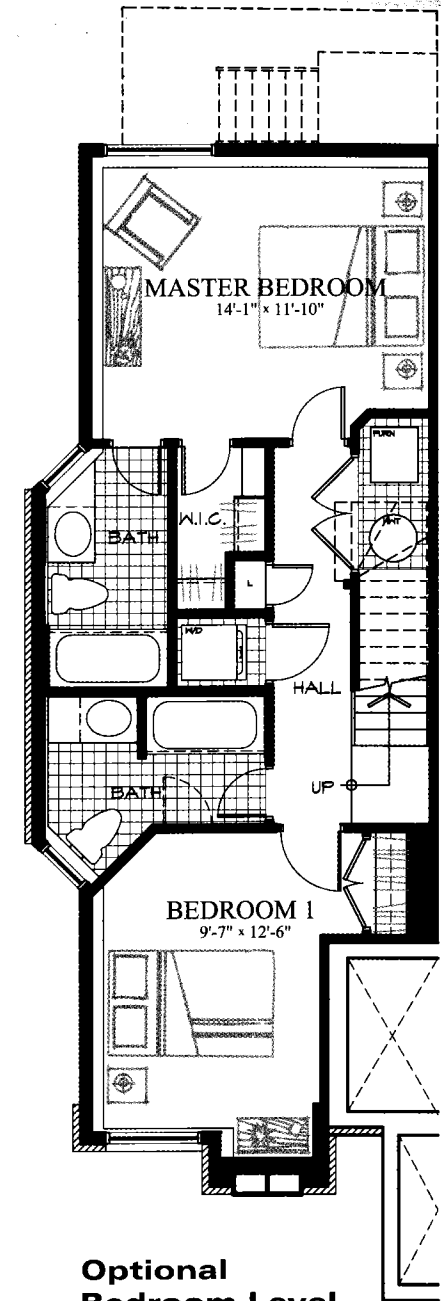 MASTER BEDROOM
14'-1" x 11'-10"
FURN
HWT
BATH
W.I.C.
L
W/D
HALL
UP
BATH
BEDROOM 1
9'-7" x 12'-6"
Optional
Bedroom Level